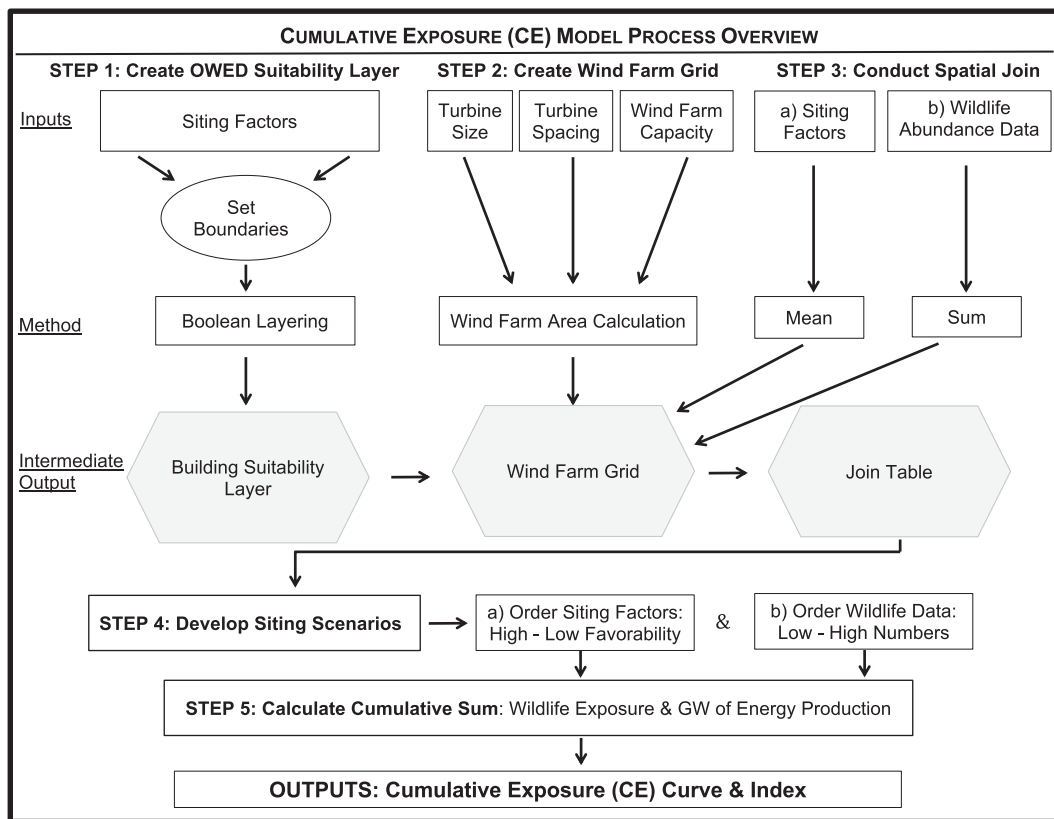 CUMULATIVE EXPOSURE (CE) MODEL PROCESS OVERVIEW
STEP 1: Create OWED Suitability Layer
STEP 2: Create Wind Farm Grid
STEP 3: Conduct Spatial Join
Inputs
Siting Factors
Turbine
Size
Turbine
Spacing
Wind Farm
Capacity
a) Siting
Factors
b) Wildlife
Abundance Data
Set
Boundaries
Method
Boolean Layering
Wind Farm Area Calculation
Mean
Sum
Intermediate
Output
Building Suitability
Layer
Wind Farm Grid
Join Table
STEP 4: Develop Siting Scenarios
a) Order Siting Factors:
High - Low Favorability
&
b) Order Wildlife Data:
Low - High Numbers
STEP 5: Calculate Cumulative Sum: Wildlife Exposure & GW of Energy Production
OUTPUTS: Cumulative Exposure (CE) Curve & Index